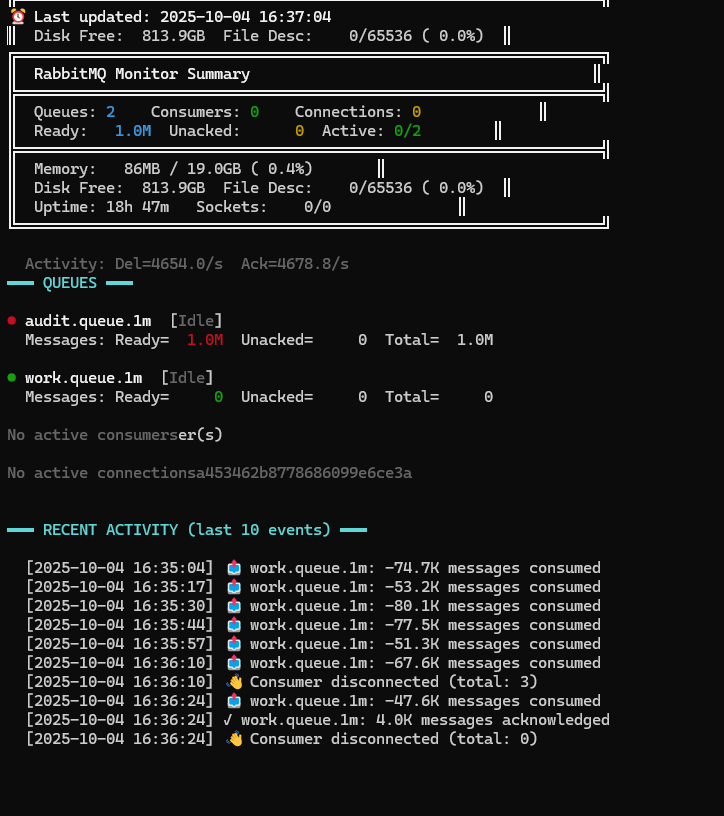 ⏰ Last updated: 2025-10-04 16:37:04
Disk Free:  813.9GB  File Desc:    0/65536 ( 0.0%)
RabbitMQ Monitor Summary
Queues: 2    Consumers: 0    Connections: 0
Ready:   1.0M  Unacked:      0  Active: 0/2
Memory:   86MB / 19.0GB ( 0.4%)
Disk Free:  813.9GB  File Desc:    0/65536 ( 0.0%)
Uptime: 18h 47m   Sockets:    0/0
Activity: Del=4654.0/s  Ack=4678.8/s
━━━ QUEUES ━━━
● audit.queue.1m  [Idle]
Messages: Ready=  1.0M  Unacked=     0  Total=  1.0M
● work.queue.1m  [Idle]
Messages: Ready=     0  Unacked=     0  Total=     0
No active consumerser(s)
No active connectionsa453462b8778686099e6ce3a
━━━ RECENT ACTIVITY (last 10 events) ━━━
[2025-10-04 16:35:04] 📤 work.queue.1m: -74.7K messages consumed
[2025-10-04 16:35:17] 📤 work.queue.1m: -53.2K messages consumed
[2025-10-04 16:35:30] 📤 work.queue.1m: -80.1K messages consumed
[2025-10-04 16:35:44] 📤 work.queue.1m: -77.5K messages consumed
[2025-10-04 16:35:57] 📤 work.queue.1m: -51.3K messages consumed
[2025-10-04 16:36:10] 📤 work.queue.1m: -67.6K messages consumed
[2025-10-04 16:36:10] 👋 Consumer disconnected (total: 3)
[2025-10-04 16:36:24] 📤 work.queue.1m: -47.6K messages consumed
[2025-10-04 16:36:24] ✓ work.queue.1m: 4.0K messages acknowledged
[2025-10-04 16:36:24] 👋 Consumer disconnected (total: 0)